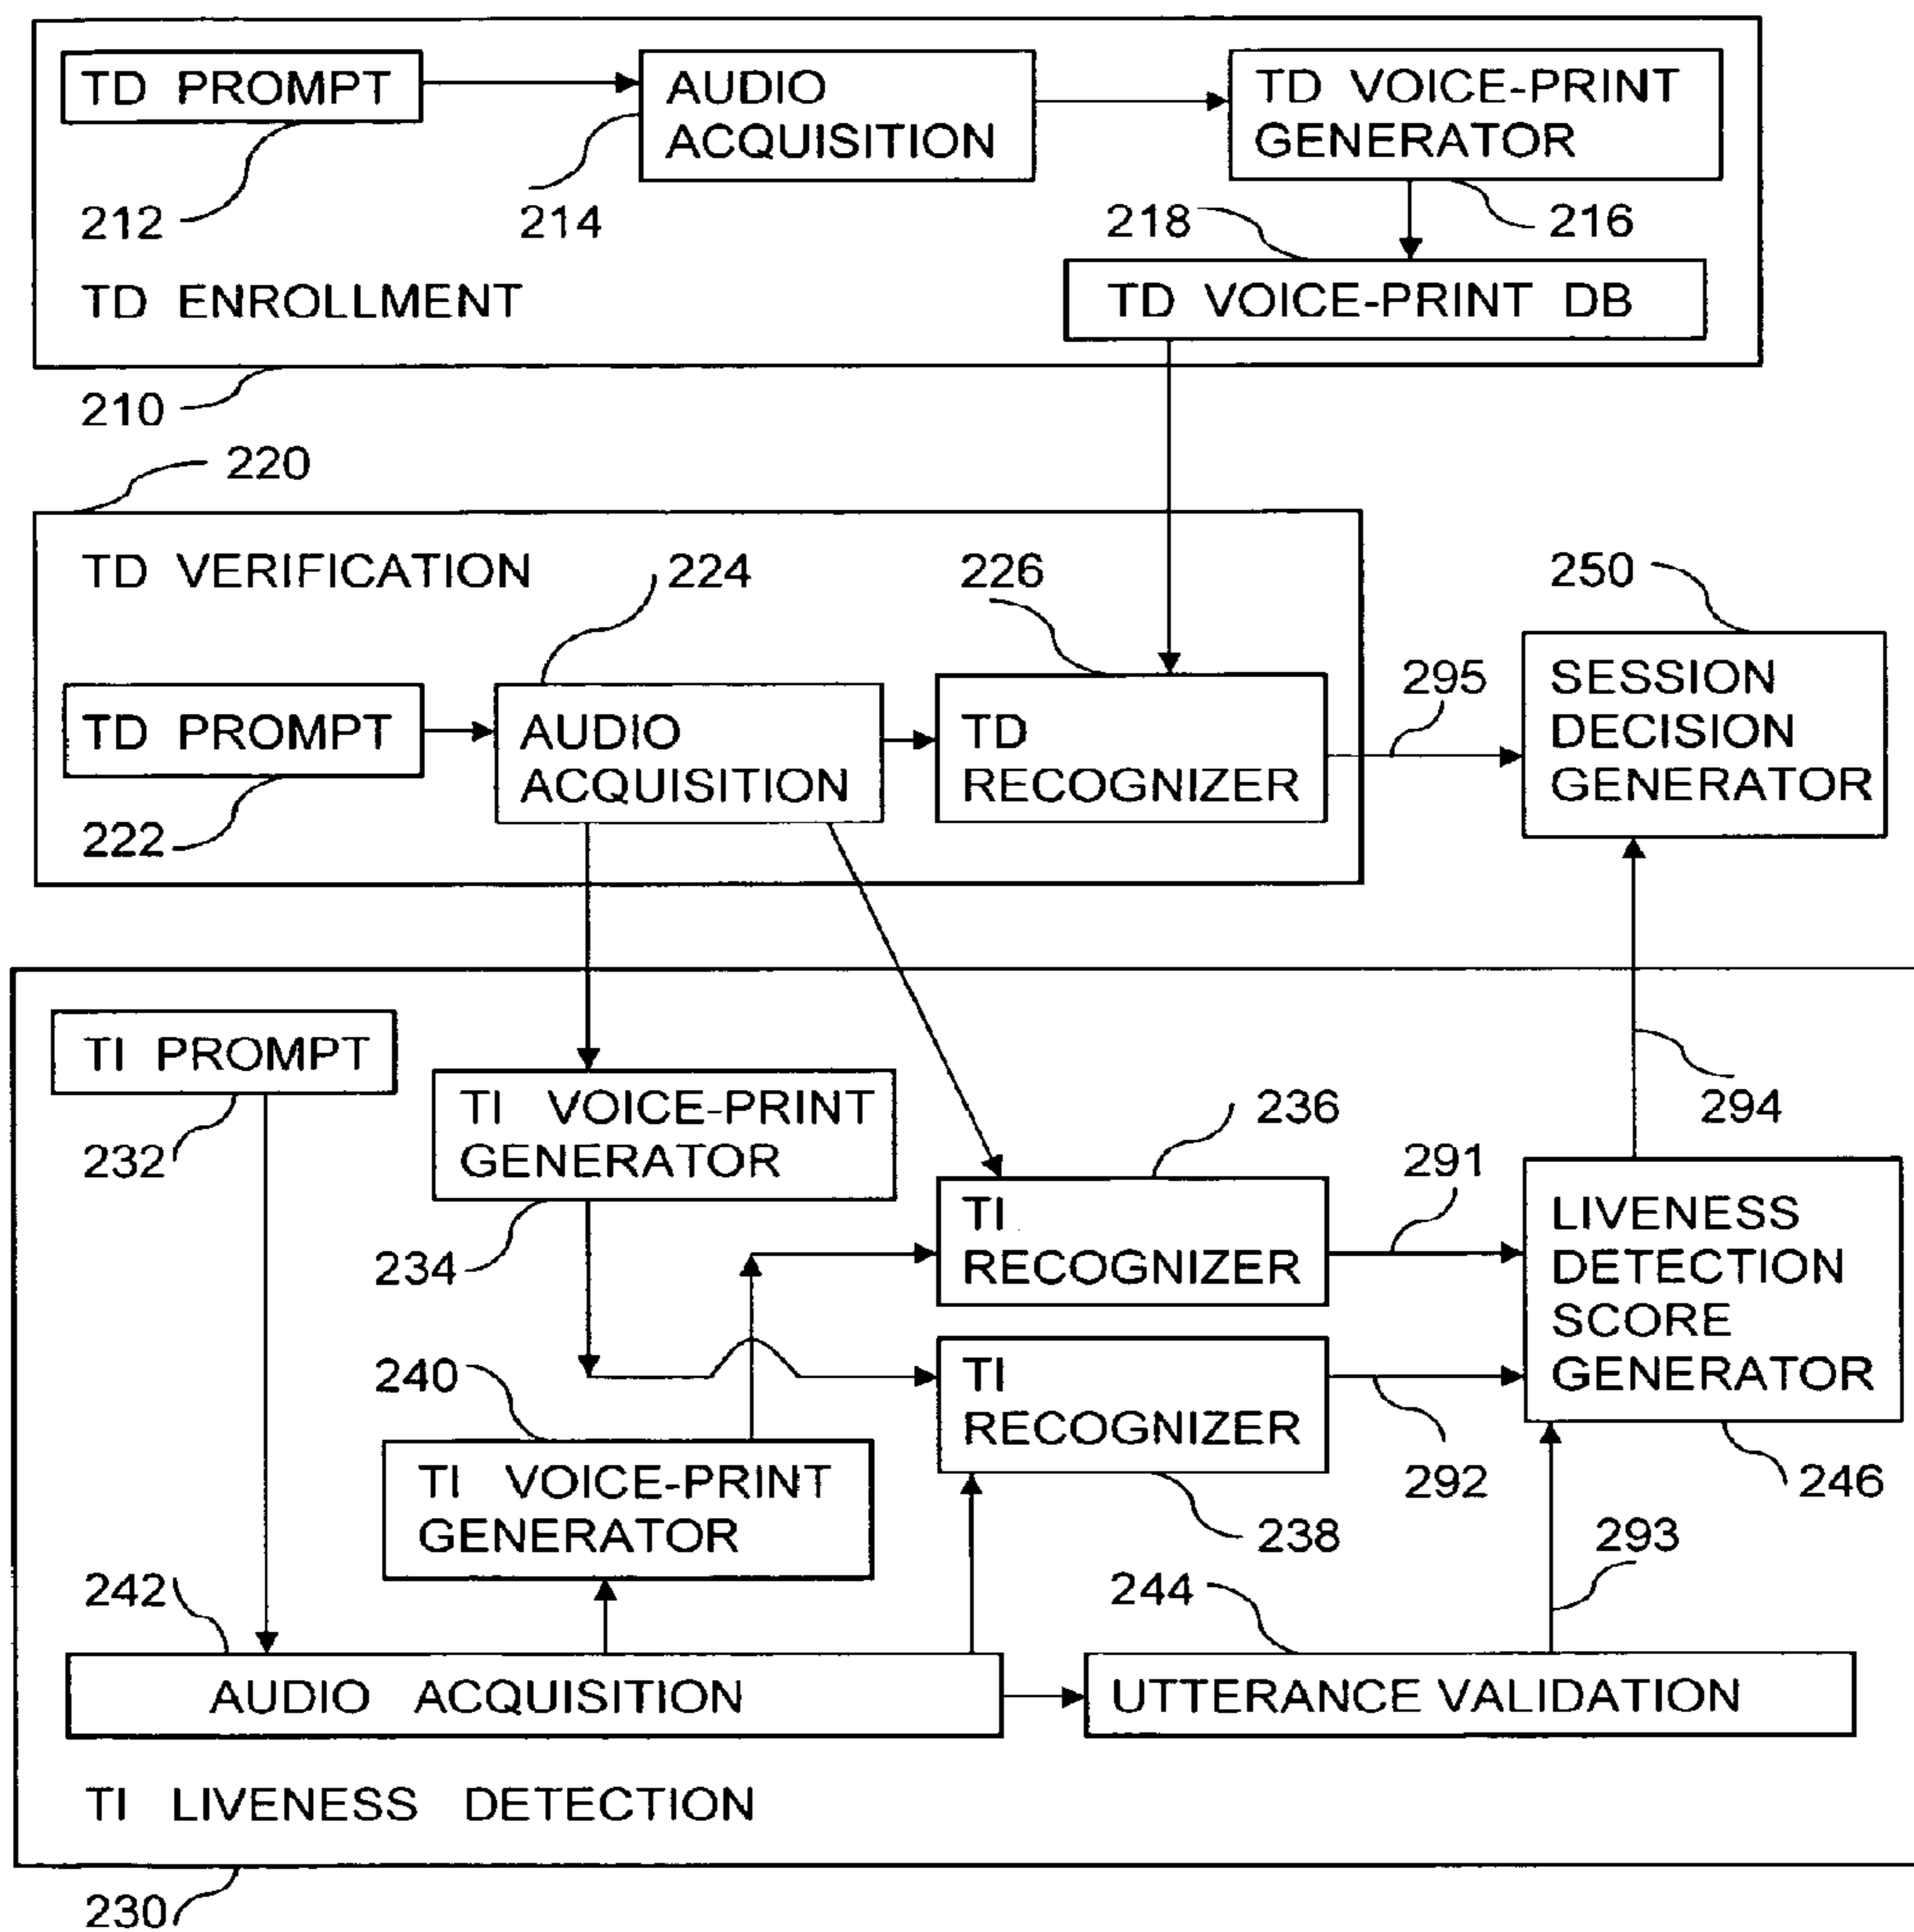 TD PROMPT
AUDIO
ACQUISITION
TD VOICE-PRINT
GENERATOR
212
214
218
216
TD ENROLLMENT
TD VOICE-PRINT DB
210
220
TD VERIFICATION
224
226
250
TD PROMPT
AUDIO
ACQUISITION
TD
RECOGNIZER
295
SESSION
DECISION
GENERATOR
222
TI PROMPT
232
TI VOICE-PRINT
GENERATOR
234
236
294
TI
RECOGNIZER
291
LIVENESS
DETECTION
SCORE
GENERATOR
240
TI
RECOGNIZER
292
246
TI VOICE-PRINT
GENERATOR
238
293
242
244
AUDIO ACQUISITION
UTTERANCE VALIDATION
TI LIVENESS DETECTION
230